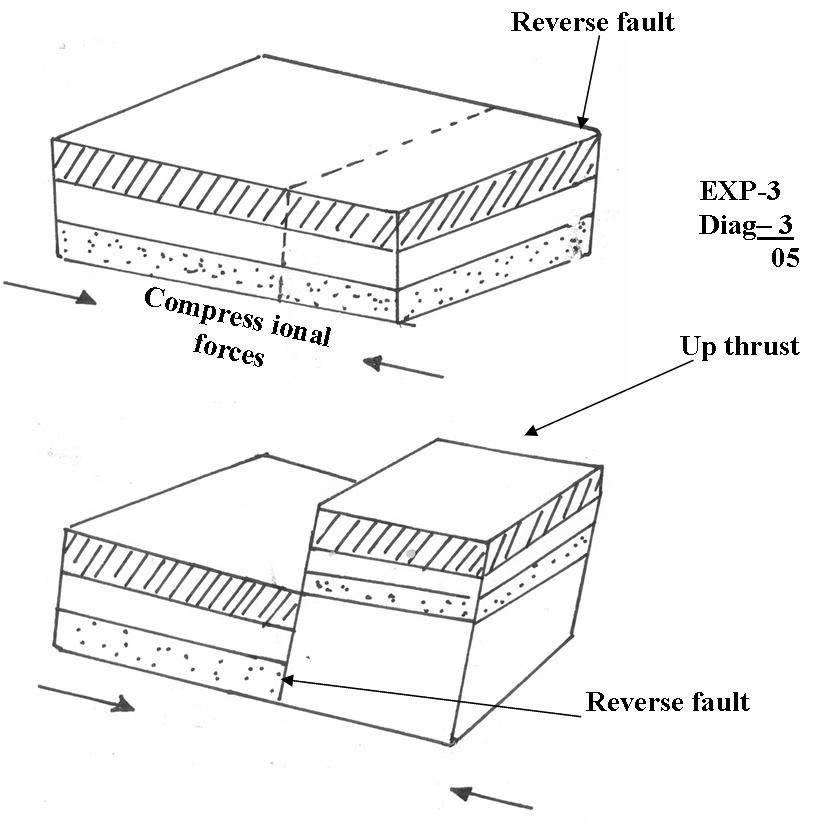 Reverse fault
EXP-3
Diag– 3
05
Compress ional
forces
Up thrust
Reverse fault